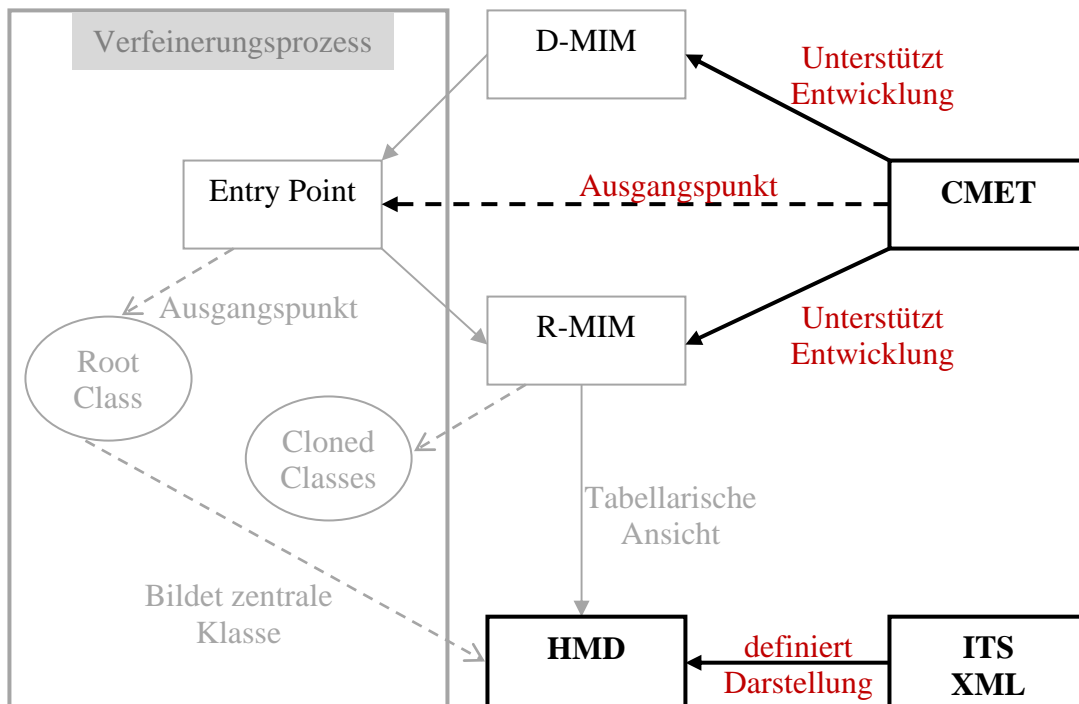 Verfeinerungsprozess
D-MIM
Unterstützt
Entwicklung
Entry Point
Ausgangspunkt
CMET
Ausgangspunkt
R-MIM
Unterstützt
Entwicklung
Root
Class
Cloned
Classes
Tabellarische
Ansicht
Bildet zentrale
Klasse
HMD
definiert
Darstellung
ITS
XML